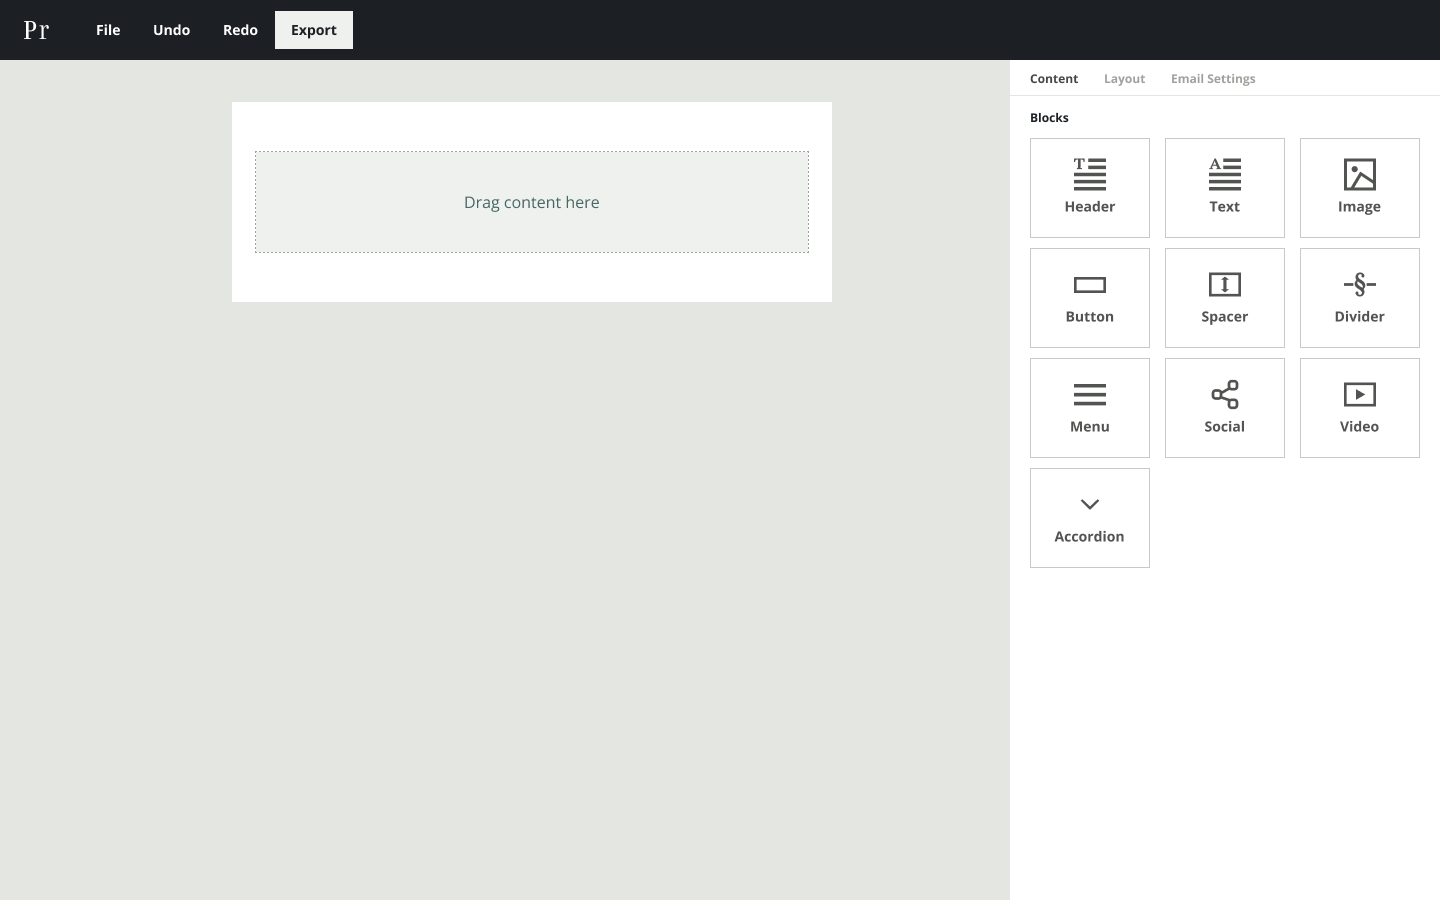 Pr File Undo Redo Export
Content Layout Email Settings
Blocks
Drag content here
Header Text Image
Button Spacer Divider
Menu Social Video
Accordion